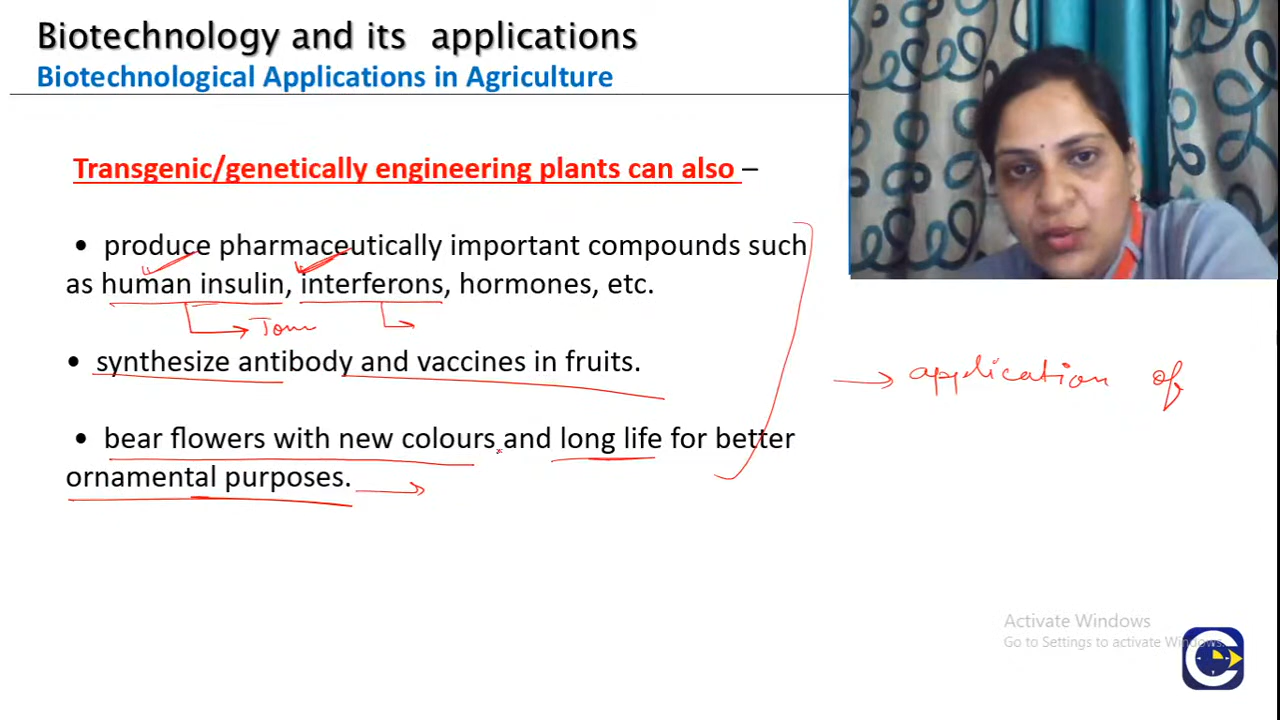 Biotechnology and its applications
Biotechnological Applications in Agriculture
Transgenic/genetically engineering plants can also –
• produce pharmaceutically important compounds such
as human insulin, interferons, hormones, etc.
• synthesize antibody and vaccines in fruits.
application of
• bear flowers with new colours and long life for better
ornamental purposes.
Activate Windows
Go to Settings to activate Windows.